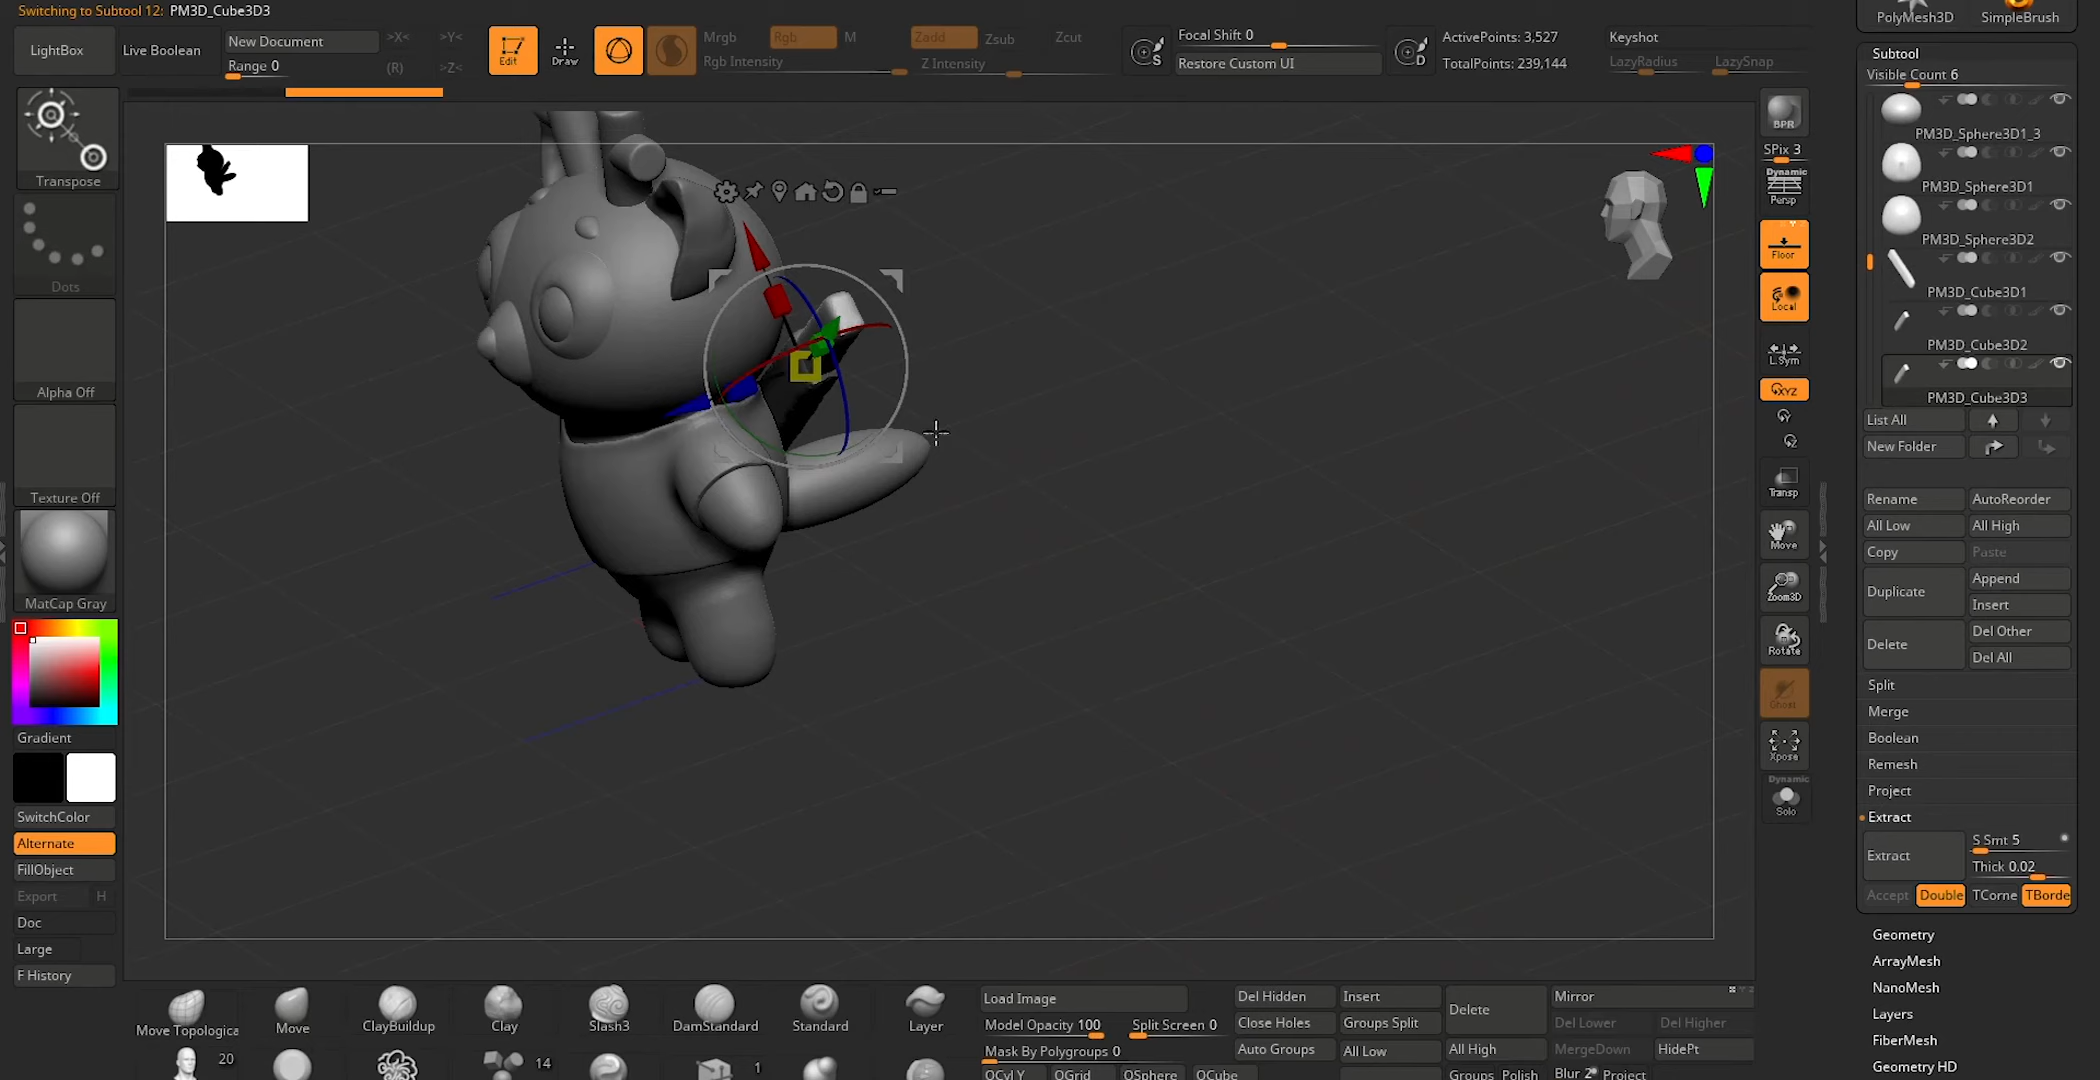 Switching to Subtool 12: PM3D_Cube3D3
PolyMesh3D SimpleBrush
LightBox Live Boolean New Document >X< >Y<
Range 0 (R) >Z<
Edit Draw
Mrgb Rgb M Zadd Zsub Zcut
Rgb Intensity Z Intensity
S Focal Shift 0
Restore Custom UI
D ActivePoints: 3,527
TotalPoints: 239,144
Keyshot
LazyRadius LazySnap
Subtool
Visible Count 6
PM3D_Sphere3D1_3
PM3D_Sphere3D1
PM3D_Sphere3D2
PM3D_Cube3D1
PM3D_Cube3D2
PM3D_Cube3D3
List All
New Folder
Rename AutoReorder
All Low All High
Copy Paste
Duplicate Append
Insert
Delete Del Other
Del All
Split
Merge
Boolean
Remesh
Project
Extract
Extract S Smt 5
Thick 0.02
Accept Double TCorne TBorde
Geometry
ArrayMesh
NanoMesh
Layers
FiberMesh
Geometry HD
Transpose
Dots
Alpha Off
Texture Off
MatCap Gray
Gradient
SwitchColor
Alternate
FillObject
Export H
Doc
Large
F History
BPR
SPix 3
Dynamic
Persp
Floor
Local
L.Sym
XYZ
Y
Z
Transp
Move
Zoom3D
Rotate
Ghost
Xpose
Dynamic
Solo
Move Topologica Move ClayBuildup Clay Slash3 DamStandard Standard Layer
20 14 1
Load Image
Model Opacity 100 Split Screen 0
Mask By Polygroups 0
QCyl Y QGrid QSphere QCube
Del Hidden Insert Delete Mirror
Close Holes Groups Split Del Lower Del Higher
Auto Groups All Low All High MergeDown HidePt
Groups Polish Blur 2 Project